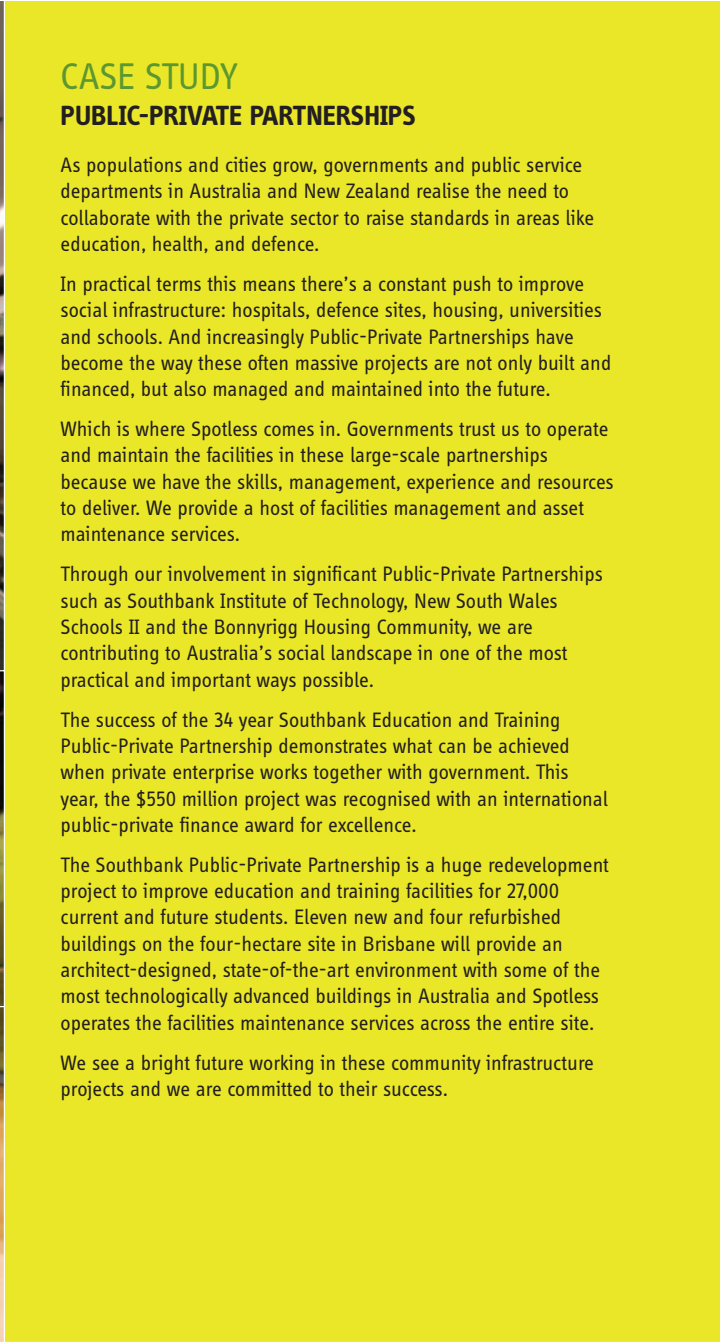 CASE STUDY
PUBLIC-PRIVATE PARTNERSHIPS
As populations and cities grow, governments and public service
departments in Australia and New Zealand realise the need to
collaborate with the private sector to raise standards in areas like
education, health, and defence.
In practical terms this means there's a constant push to improve
social infrastructure: hospitals, defence sites, housing, universities
and schools. And increasingly Public-Private Partnerships have
become the way these often massive projects are not only built and
financed, but also managed and maintained into the future.
Which is where Spotless comes in. Governments trust us to operate
and maintain the facilities in these large-scale partnerships
because we have the skills, management, experience and resources
to deliver. We provide a host of facilities management and asset
maintenance services.
Through our involvement in significant Public-Private Partnerships
such as Southbank Institute of Technology, New South Wales
Schools II and the Bonnyrigg Housing Community, we are
contributing to Australia's social landscape in one of the most
practical and important ways possible.
The success of the 34 year Southbank Education and Training
Public-Private Partnership demonstrates what can be achieved
when private enterprise works together with government. This
year, the $550 million project was recognised with an international
public-private finance award for excellence.
The Southbank Public-Private Partnership is a huge redevelopment
project to improve education and training facilities for 27,000
current and future students. Eleven new and four refurbished
buildings on the four-hectare site in Brisbane will provide an
architect-designed, state-of-the-art environment with some of the
most technologically advanced buildings in Australia and Spotless
operates the facilities maintenance services across the entire site.
We see a bright future working in these community infrastructure
projects and we are committed to their success.